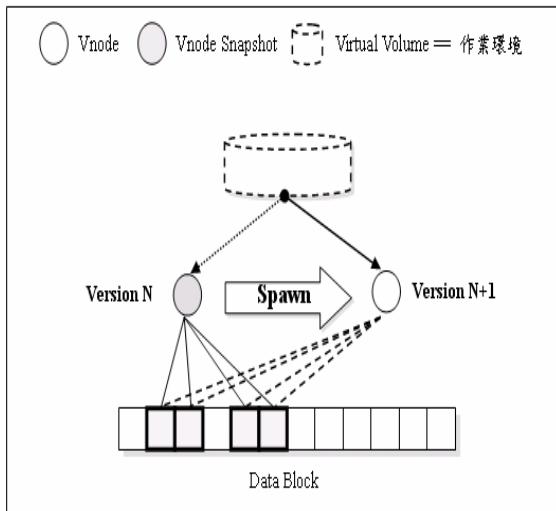 Vnode Vnode Snapshot Virtual Volume = 作業環境
Version N Spawn Version N+1
Data Block